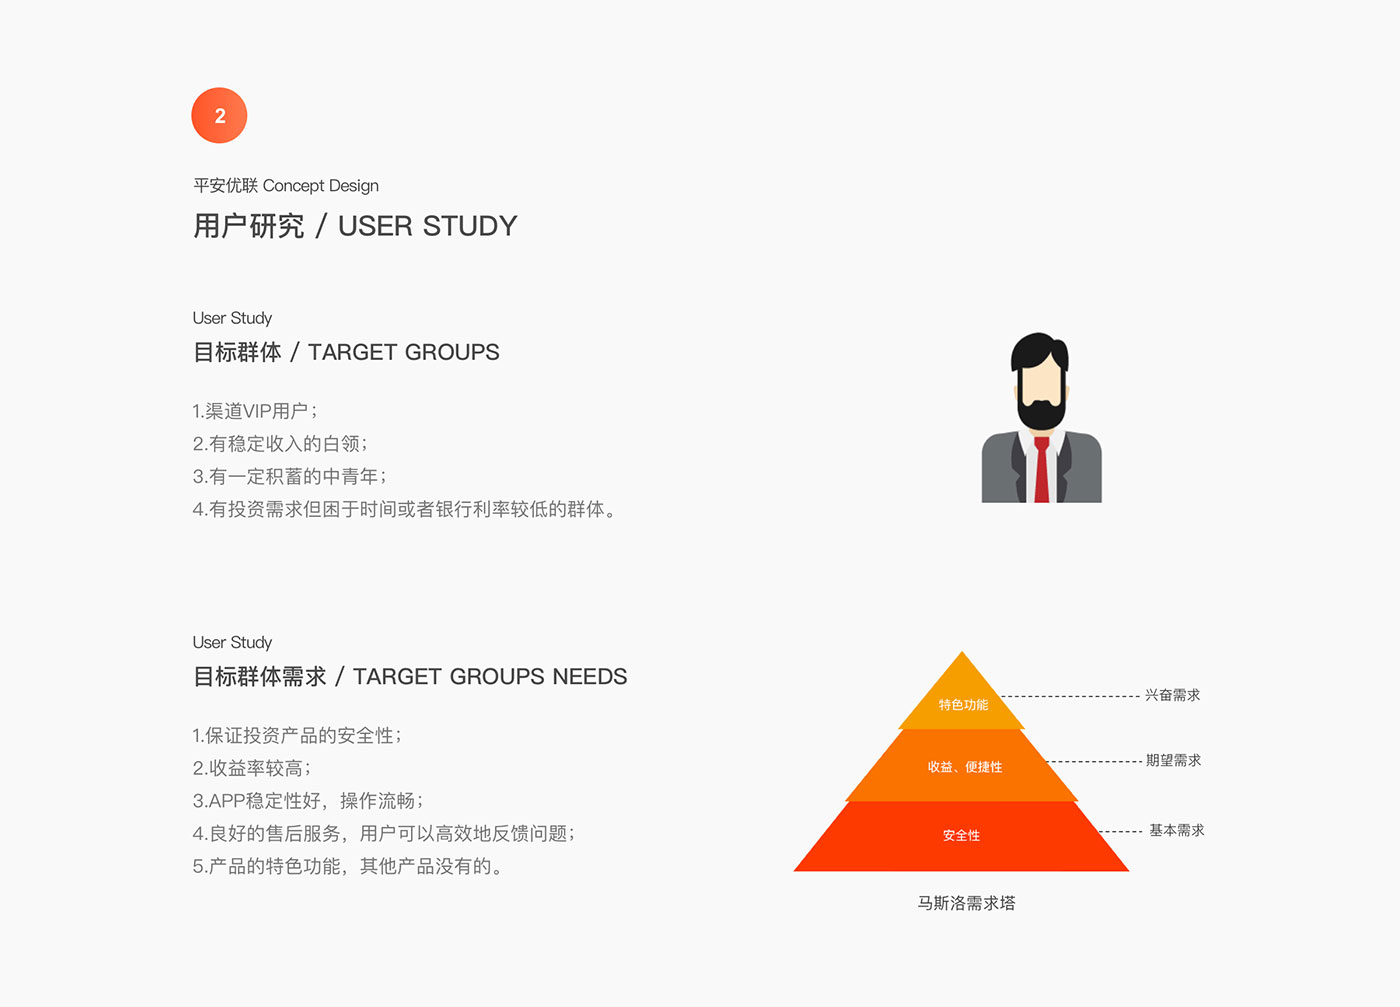 2
平安优联 Concept Design
用户研究 / USER STUDY
User Study
目标群体 / TARGET GROUPS
1.渠道VIP用户；
2.有稳定收入的白领；
3.有一定积蓄的中青年；
4.有投资需求但困于时间或者银行利率较低的群体。
User Study
目标群体需求 / TARGET GROUPS NEEDS
1.保证投资产品的安全性；
2.收益率较高；
3.APP稳定性好，操作流畅；
4.良好的售后服务，用户可以高效地反馈问题；
5.产品的特色功能，其他产品没有的。
特色功能
兴奋需求
收益、便捷性
期望需求
安全性
基本需求
马斯洛需求塔